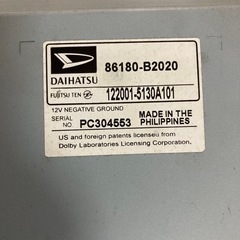 86180-B2020
DAIHATSU
FUJITSU TEN 122001-5130A101
12V NEGATIVE GROUND
SERIAL NO PC304553 MADE IN THE PHILIPPINES
US and foreign patents licensed from
Dolby Laboratories Licensing Corporation.